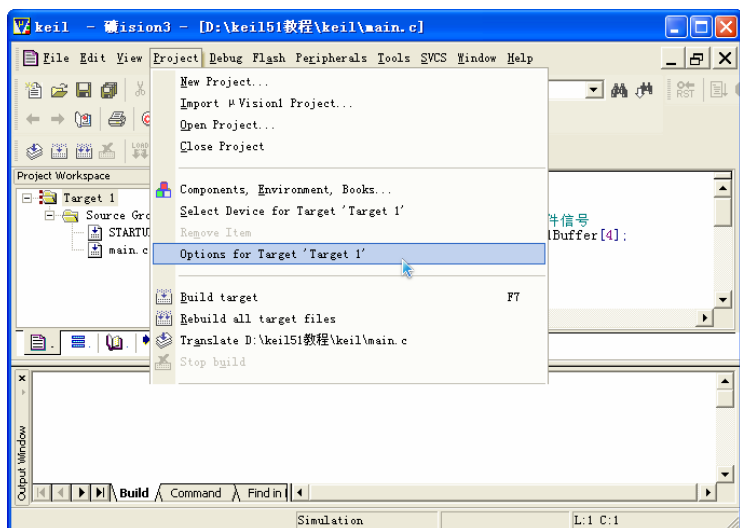 keil - 礦ision3 - [D:\keil51教程\keil\main.c]
File Edit View Project Debug Flash Peripherals Tools SVCS Window Help
New Project...
Import μVision1 Project...
Open Project...
Close Project
Components, Environment, Books...
Select Device for Target 'Target 1'
Remove Item
Options for Target 'Target 1'
Build target F7
Rebuild all target files
Translate D:\keil51教程\keil\main.c
Stop build
RST
LOAD
Project Workspace
Target 1
Source Gro
STARTU
main.c
件信号
lBuffer[4];
Output Window
Build Command Find in
Simulation L:1 C:1